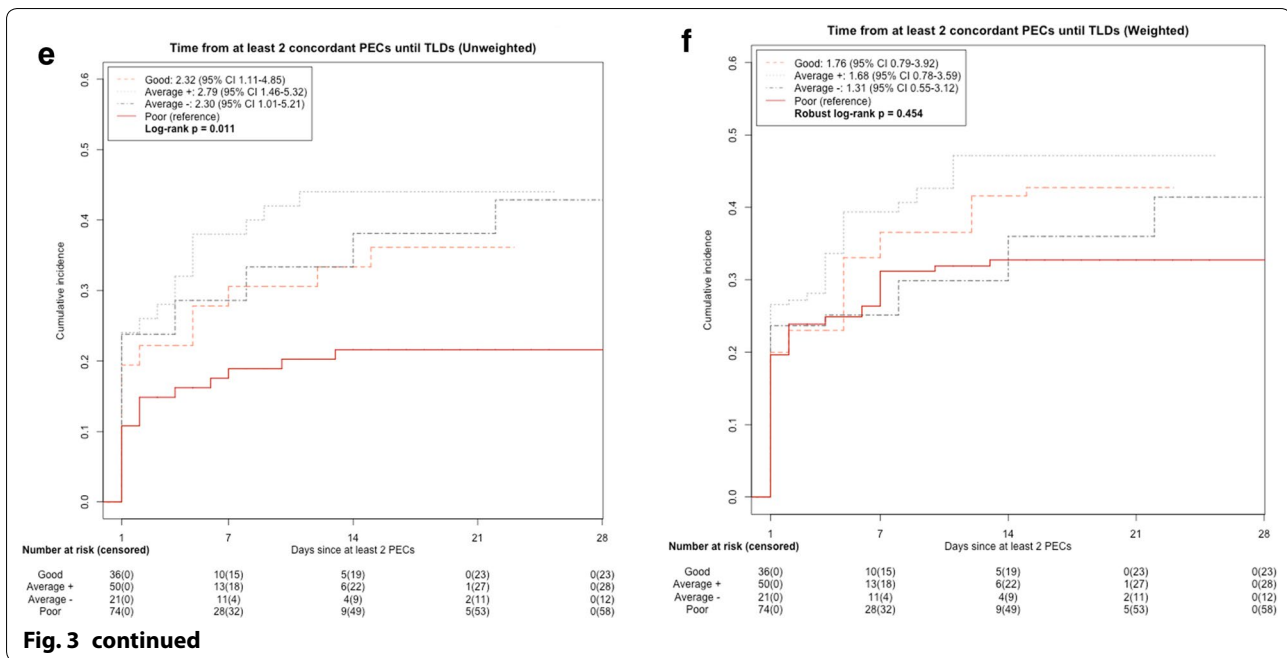 e
Time from at least 2 concordant PECs until TLDs (Unweighted)
Good: 2.32 (95% CI 1.11-4.85)
Average +: 2.79 (95% CI 1.46-5.32)
Average -: 2.30 (95% CI 1.01-5.21)
Poor (reference)
Log-rank p = 0.011
Cumulative incidence
0.6
0.5
0.4
0.3
0.2
0.1
0.0
1 7 14 21 28
Number at risk (censored) Days since at least 2 PECs
Good 36(0) 10(15) 5(19) 0(23) 0(23)
Average + 50(0) 13(18) 6(22) 1(27) 0(28)
Average - 21(0) 11(4) 4(9) 2(11) 0(12)
Poor 74(0) 28(32) 9(49) 5(53) 0(58)
f
Time from at least 2 concordant PECs until TLDs (Weighted)
Good: 1.76 (95% CI 0.79-3.92)
Average +: 1.68 (95% CI 0.78-3.59)
Average -: 1.31 (95% CI 0.55-3.12)
Poor (reference)
Robust log-rank p = 0.454
Cumulative incidence
0.6
0.5
0.4
0.3
0.2
0.1
0.0
1 7 14 21 28
Number at risk (censored) Days since at least 2 PECs
Good 36(0) 10(15) 5(19) 0(23) 0(23)
Average + 50(0) 13(18) 6(22) 1(27) 0(28)
Average - 21(0) 11(4) 4(9) 2(11) 0(12)
Poor 74(0) 28(32) 9(49) 5(53) 0(58)
Fig. 3 continued